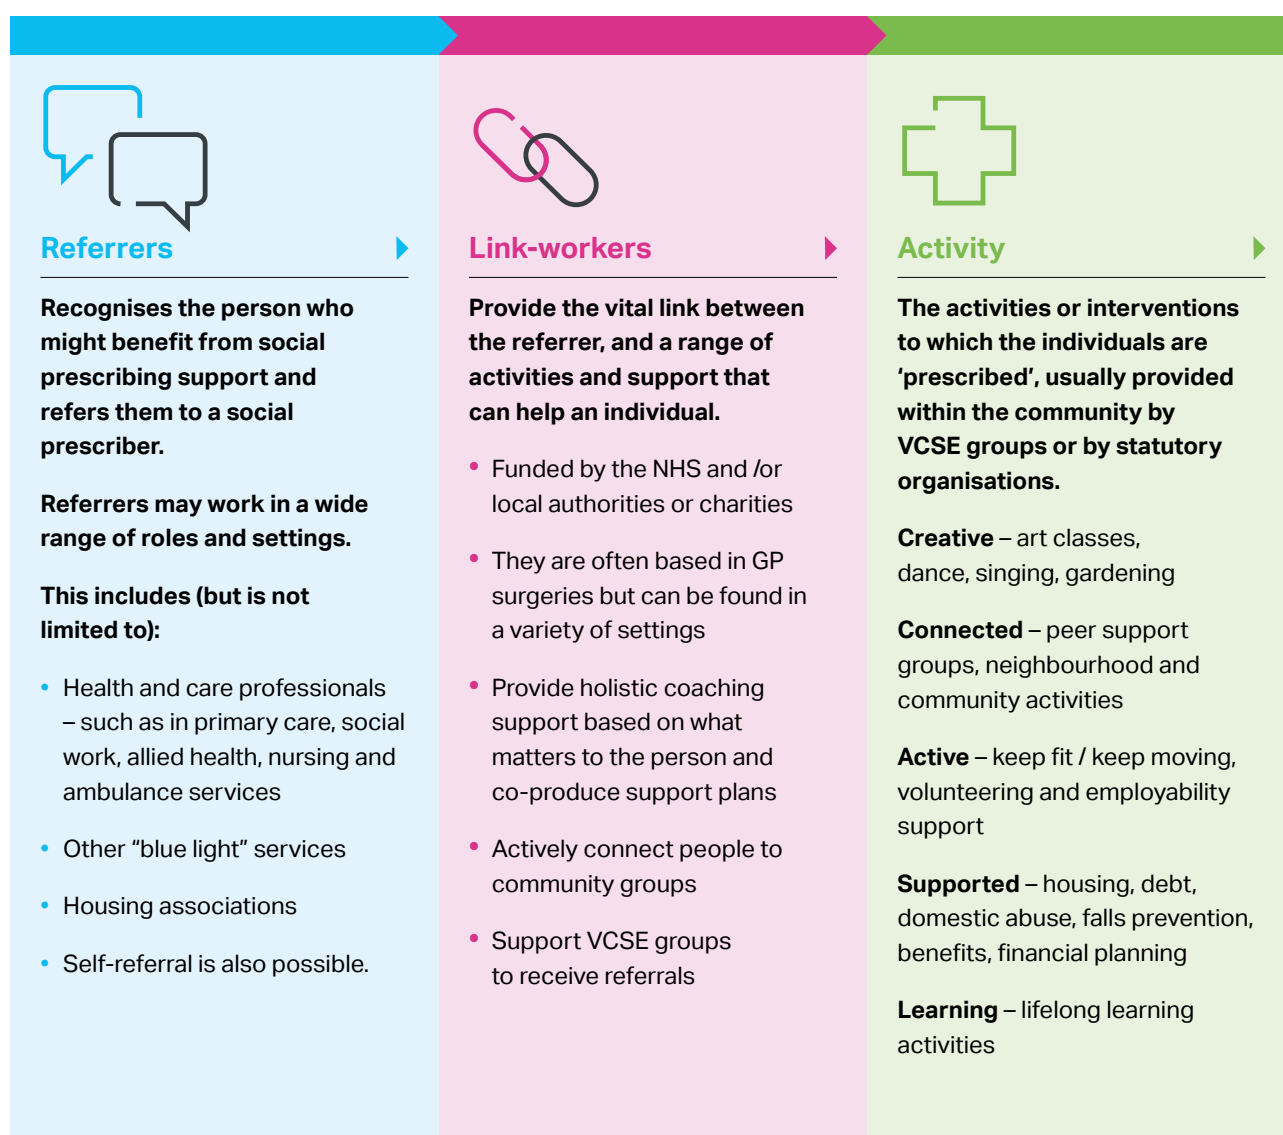 Referrers
Recognises the person who
might benefit from social
prescribing support and
refers them to a social
prescriber.
Referrers may work in a wide
range of roles and settings.
This includes (but is not
limited to):
• Health and care professionals
– such as in primary care, social
work, allied health, nursing and
ambulance services
• Other “blue light” services
• Housing associations
• Self-referral is also possible.
Link-workers
Provide the vital link between
the referrer, and a range of
activities and support that
can help an individual.
• Funded by the NHS and /or
local authorities or charities
• They are often based in GP
surgeries but can be found in
a variety of settings
• Provide holistic coaching
support based on what
matters to the person and
co-produce support plans
• Actively connect people to
community groups
• Support VCSE groups
to receive referrals
Activity
The activities or interventions
to which the individuals are
‘prescribed’, usually provided
within the community by
VCSE groups or by statutory
organisations.
Creative – art classes,
dance, singing, gardening
Connected – peer support
groups, neighbourhood and
community activities
Active – keep fit / keep moving,
volunteering and employability
support
Supported – housing, debt,
domestic abuse, falls prevention,
benefits, financial planning
Learning – lifelong learning
activities